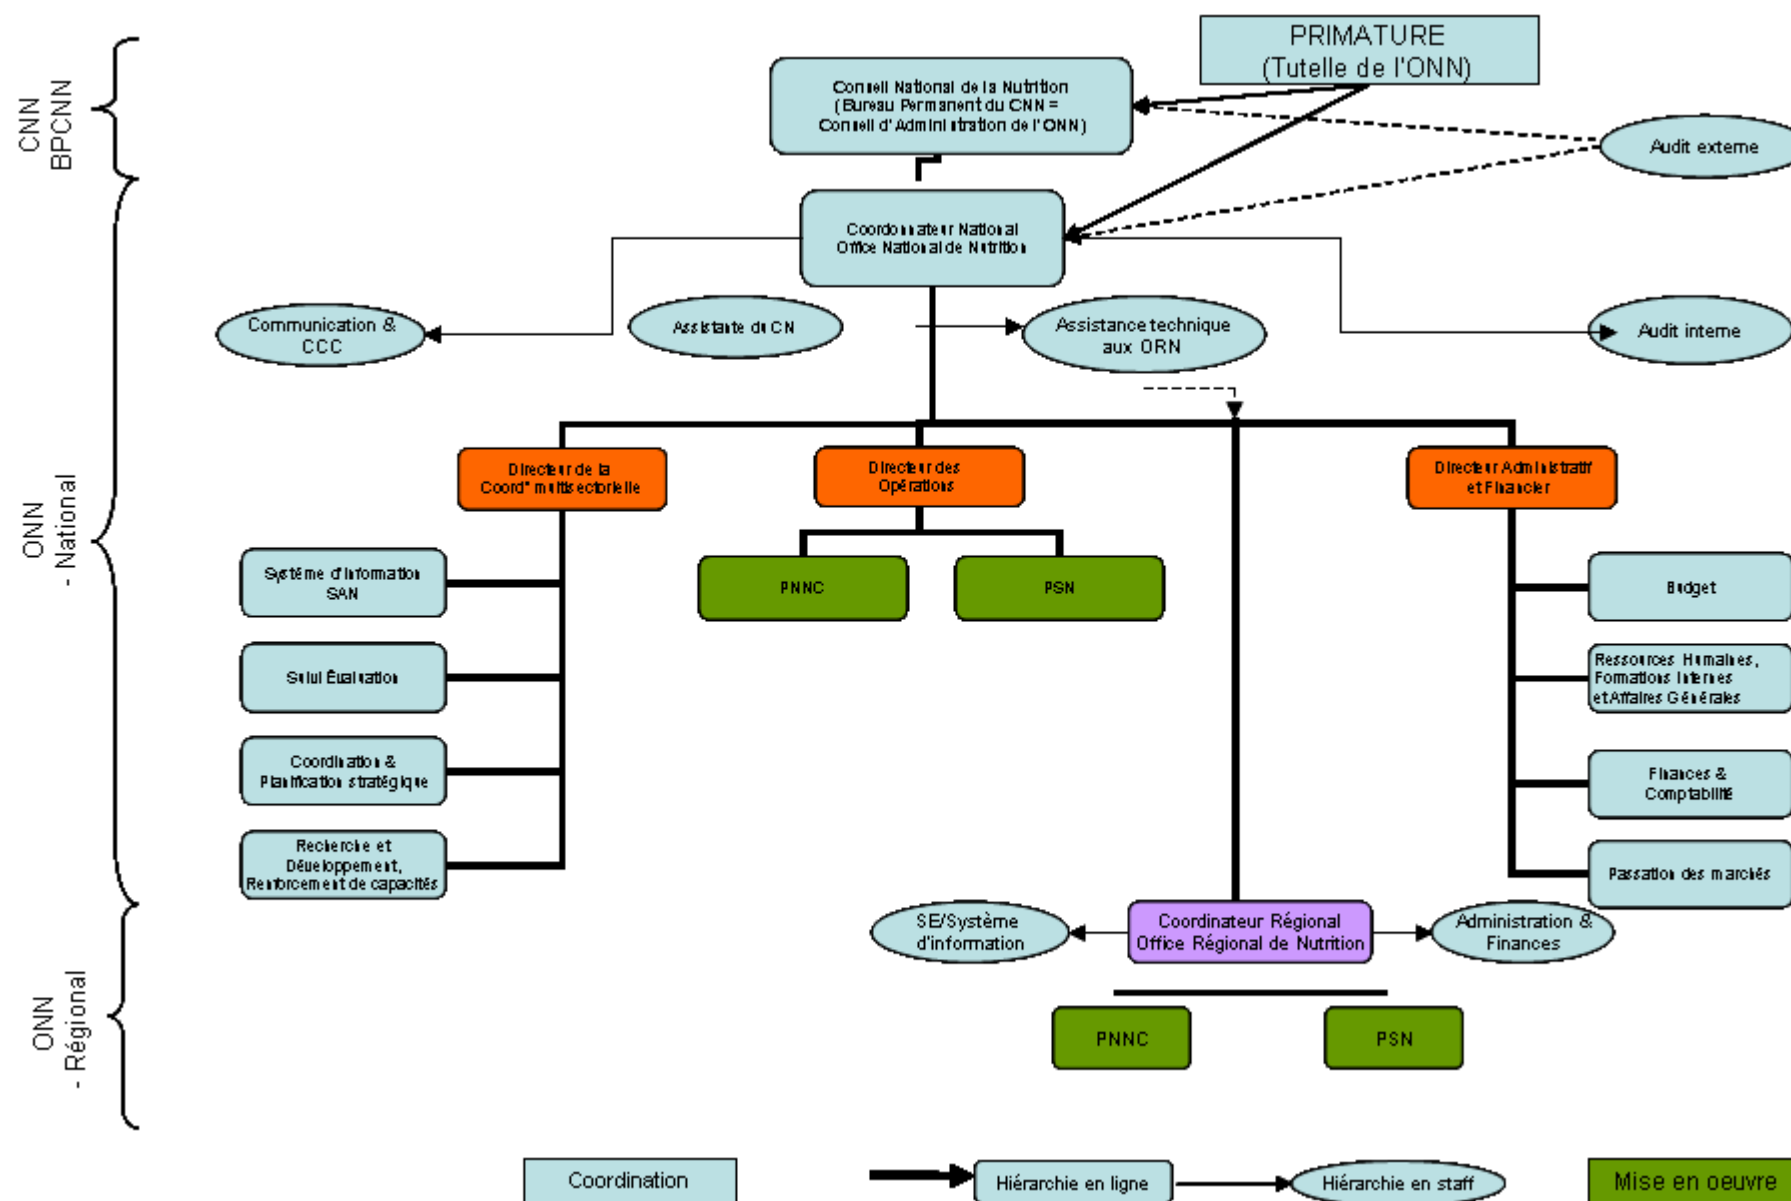 PRIMATURE
(Tutelle de l'ONN)
Conseil National de la Nutrition
(Bureau Permanent du CNN =
Conseil d'Administration de l'ONN)
CNN
BPCNN
Audit externe
Coordonnateur National
Office National de Nutrition
Communication &
CCC
Assistante du CN
Assistance technique
aux ORN
Audit interne
ONN
- National
Directeur de la
Coord° multisectorielle
Directeur des
Opérations
Directeur Administratif
et Financier
Système d'Information
SAN
PNNC
PSN
Budget
Suivi Évaluation
Ressources Humaines,
Formations Internes
et Affaires Générales
Coordination &
Planification stratégique
Finances &
Comptabilité
Recherche et
Développement,
Renforcement de capacités
Passation des marchés
SE/Système
d'information
Coordinateur Régional
Office Régional de Nutrition
Administration &
Finances
ONN
- Régional
PNNC
PSN
Coordination
Hiérarchie en ligne
Hiérarchie en staff
Mise en oeuvre